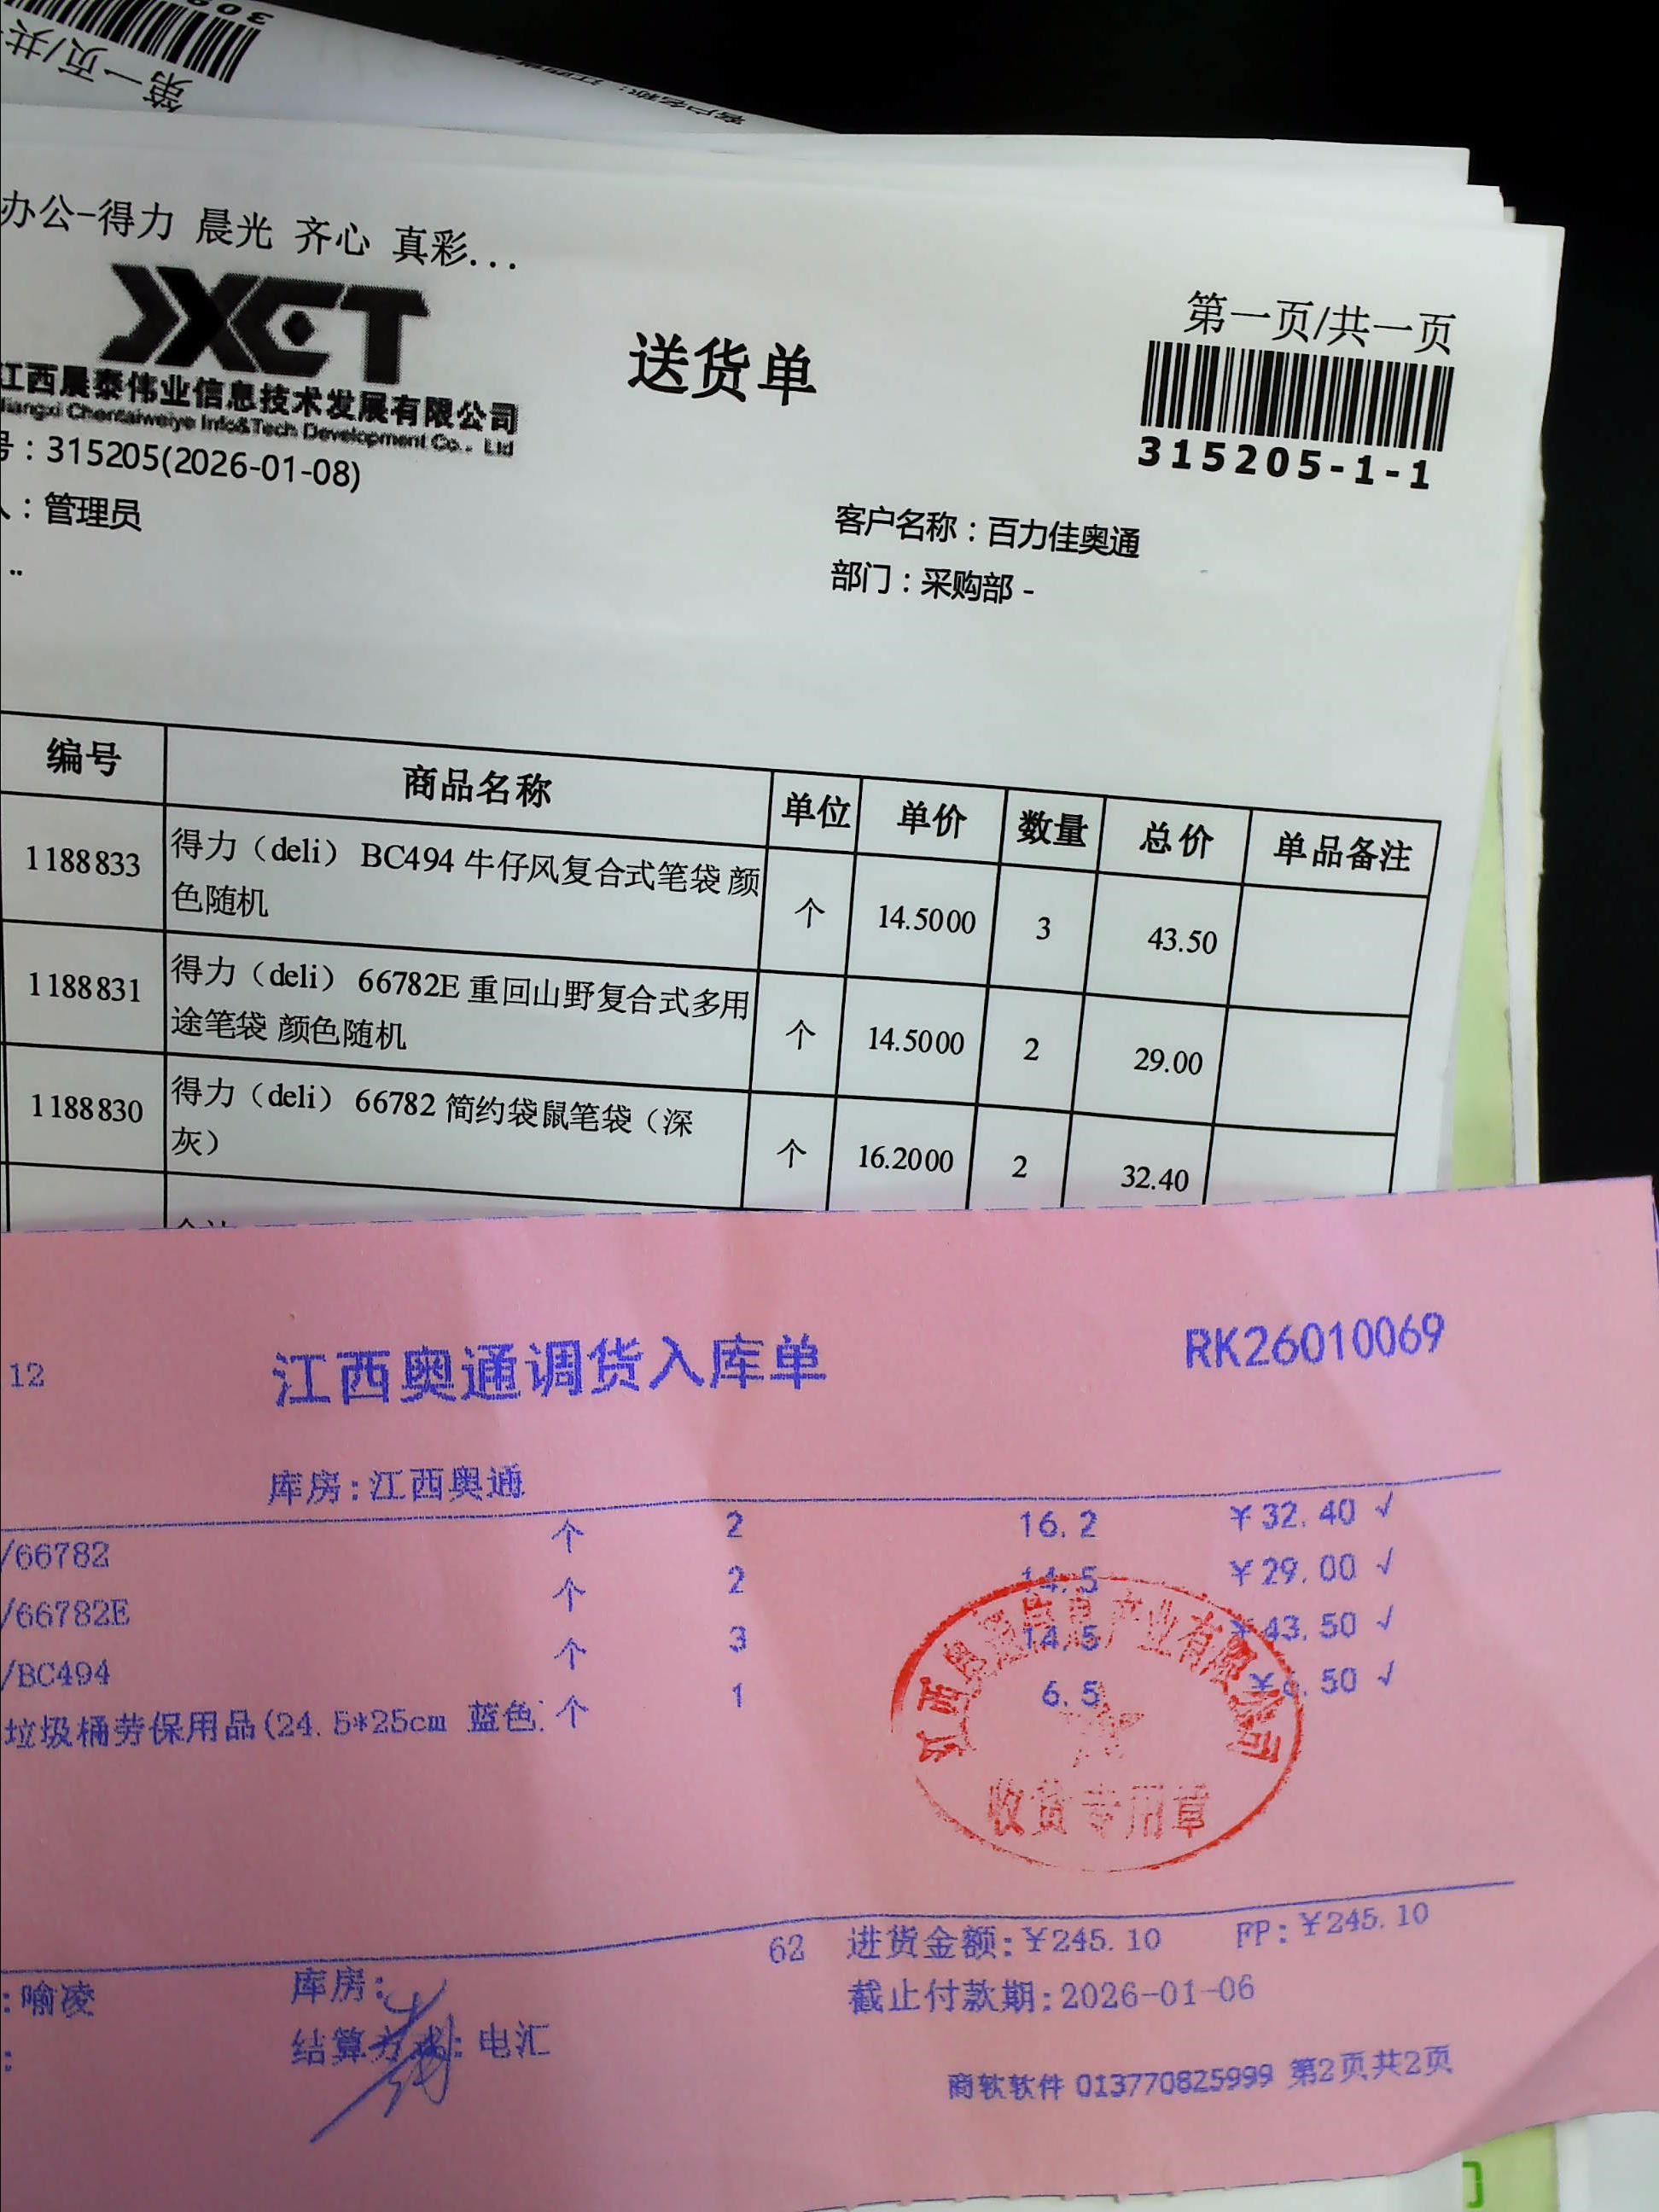 第一页/共
办公-得力 晨光 齐心 真彩...
JXCT
江西晨泰伟业信息技术发展有限公司
Jiangxi Chentaiweiye Info&Tech Development Co.. Ltd
送货单
第一页/共一页
315205-1-1
号：315205(2026-01-08)
：管理员
客户名称：百力佳奥通
部门：采购部 -
编号 商品名称 单位 单价 数量 总价 单品备注
1188833 得力（deli） BC494 牛仔风复合式笔袋 颜色随机 个 14.5000 3 43.50
1188831 得力（deli） 66782E 重回山野复合式多用途笔袋 颜色随机 个 14.5000 2 29.00
1188830 得力（deli） 66782 简约袋鼠笔袋（深灰） 个 16.2000 2 32.40
12 江西奥通调货入库单 RK26010069
库房:江西奥通
/66782 个 2 16.2 ￥32.40 √
/66782E 个 2 14.5 ￥29.00 √
/BC494 个 3 14.5 ￥43.50 √
垃圾桶劳保用品(24.5*25cm 蓝色 个 1 6.5 ￥6.50 √
收货专用章
62 进货金额:￥245.10 FP:￥245.10
:喻凌 库房: 截止付款期:2026-01-06
结算方式: 电汇
商软软件 013770825999 第2页共2页